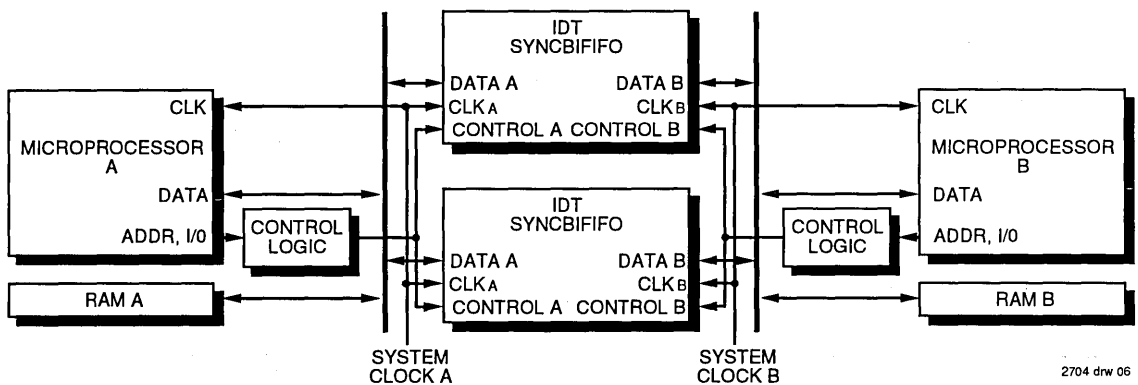 IDT
SYNCBIFIFO
DATA A DATA B
CLKA CLKB
CONTROL A CONTROL B
CLK
MICROPROCESSOR
A
DATA
ADDR, I/0
CONTROL
LOGIC
RAM A
IDT
SYNCBIFIFO
DATA A DATA B
CLKA CLKB
CONTROL A CONTROL B
CLK
MICROPROCESSOR
B
DATA
ADDR, I/0
CONTROL
LOGIC
RAM B
SYSTEM
CLOCK A
SYSTEM
CLOCK B
2704 drw 06